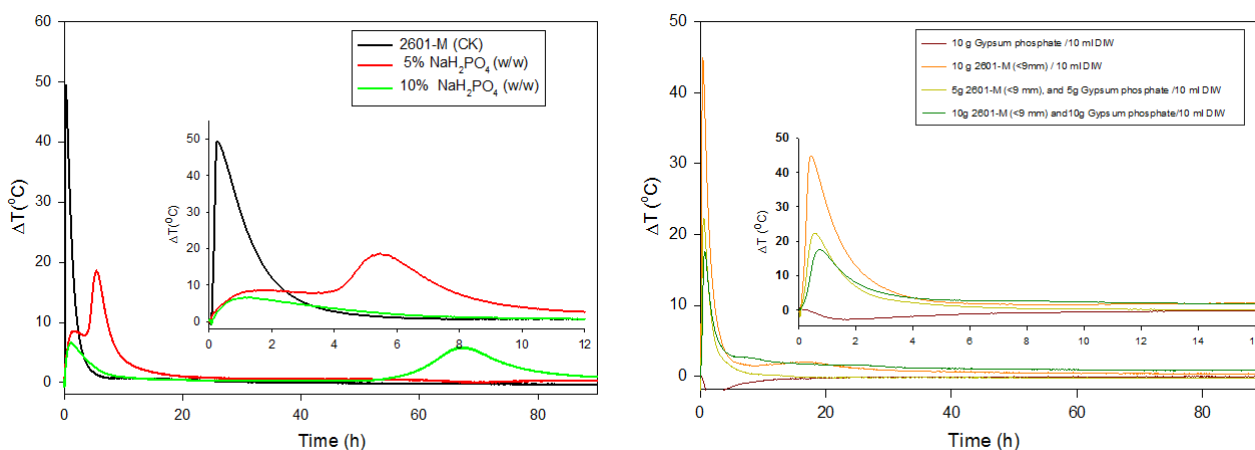 60
50
40
30
20
10
0
ΔT(⁰C)
2601-M (CK)
5% NaH₂PO₄ (w/w)
10% NaH₂PO₄ (w/w)
50
40
30
20
10
0
ΔT(⁰C)
0 2 4 6 8 10 12
0 20 40 60 80
Time (h)
50
40
30
20
10
0
ΔT (⁰C)
10 g Gypsum phosphate /10 ml DIW
10 g 2601-M (<9mm) / 10 ml DIW
5g 2601-M (<9 mm), and 5g Gypsum phosphate /10 ml DIW
10g 2601-M (<9 mm) and10g Gypsum phosphate/10 ml DIW
50
40
30
20
10
0
ΔT (⁰C)
0 2 4 6 8 10 12 14
0 20 40 60 80
Time (h)